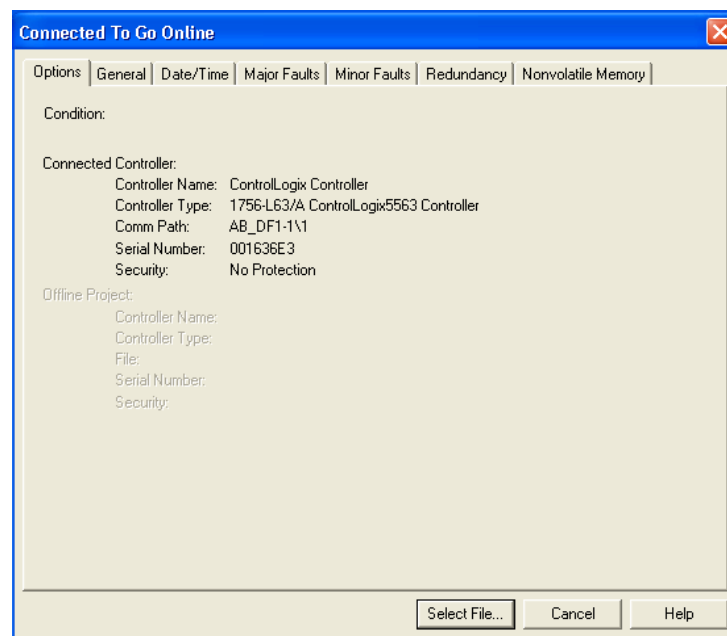 Connected To Go Online
Options General Date/Time Major Faults Minor Faults Redundancy Nonvolatile Memory
Condition:
Connected Controller:
Controller Name: ControlLogix Controller
Controller Type: 1756-L63/A ControlLogix5563 Controller
Comm Path: AB_DF1-1\1
Serial Number: 001636E3
Security: No Protection
Offline Project:
Controller Name:
Controller Type:
File:
Serial Number:
Security:
Select File... Cancel Help